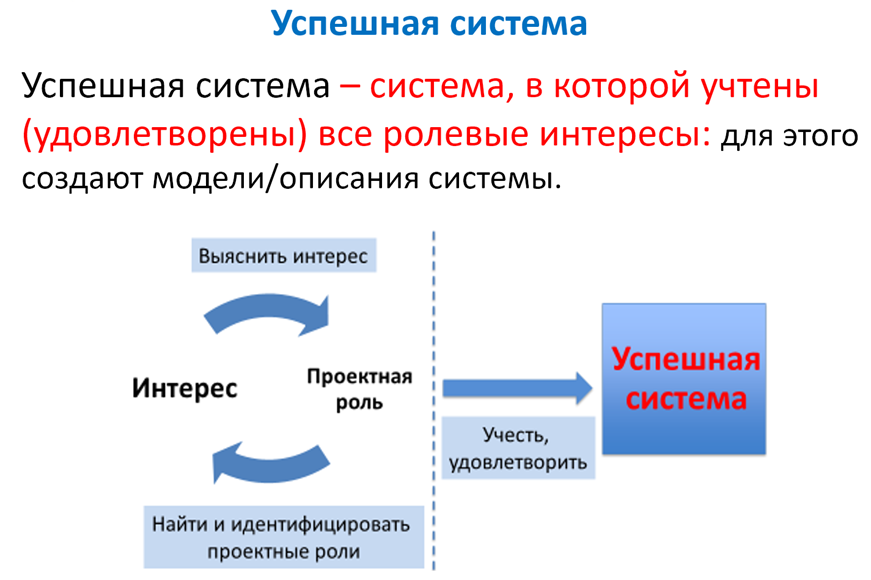 Успешная система
Успешная система – система, в которой учтены
(удовлетворены) все ролевые интересы: для этого
создают модели/описания системы.
Выяснить интерес
Интерес
Проектная
роль
Найти и идентифицировать
проектные роли
Учесть,
удовлетворить
Успешная
система